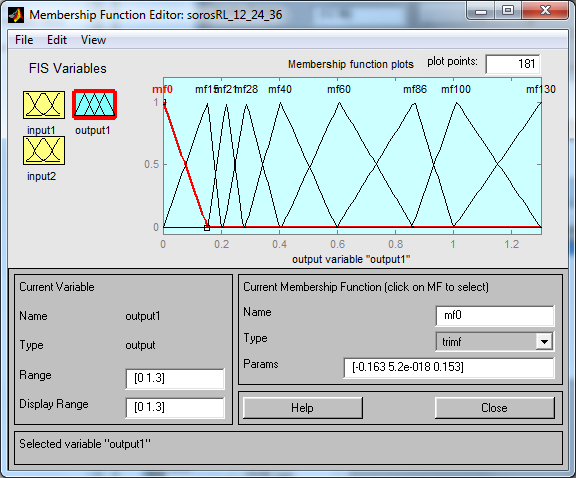 Membership Function Editor: sorosRL_12_24_36
File Edit View
FIS Variables
Membership function plots plot points: 181
input1 output1
input2
mf0 mf15 mf21 mf28 mf40 mf60 mf86 mf100 mf130
1
0.5
0
0 0.2 0.4 0.6 0.8 1 1.2
output variable "output1"
Current Variable
Name output1
Type output
Range [0 1.3]
Display Range [0 1.3]
Current Membership Function (click on MF to select)
Name mf0
Type trimf
Params [-0.163 5.2e-018 0.153]
Help Close
Selected variable "output1"